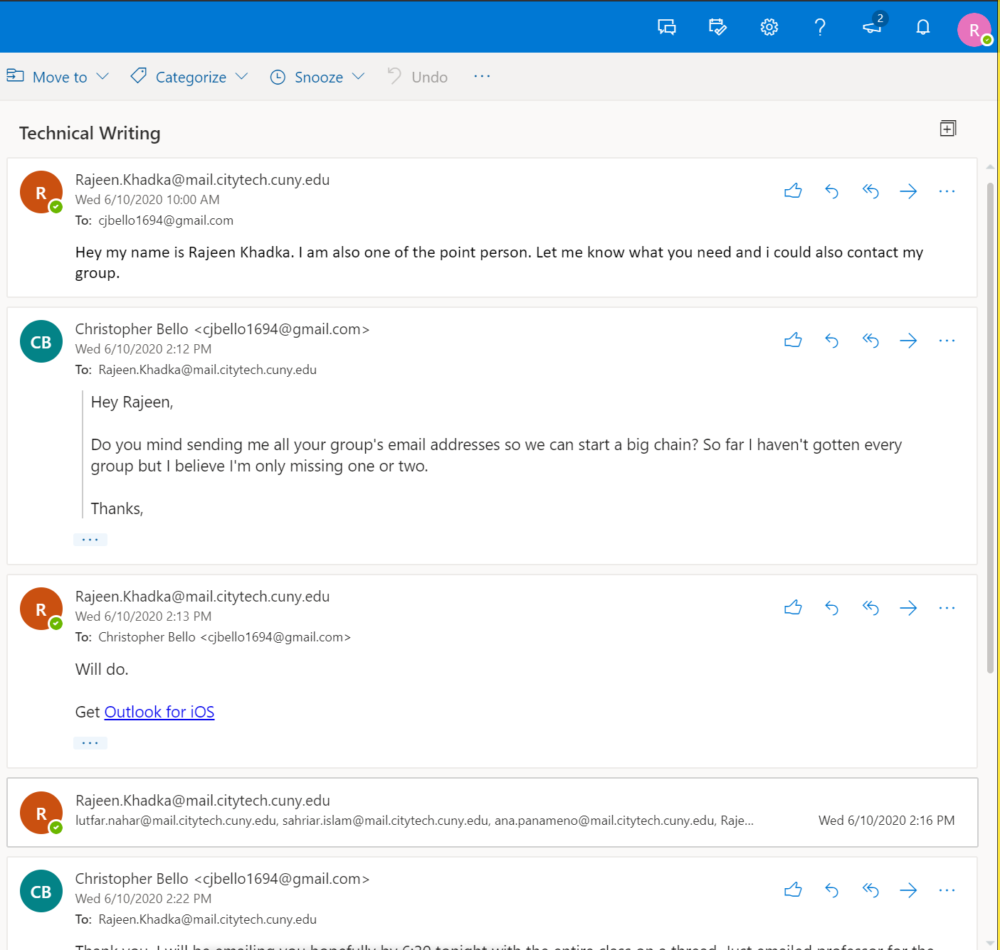 2
R
Move to
Categorize
Snooze
Undo
...
Technical Writing
R
Rajeen.Khadka@mail.citytech.cuny.edu
Wed 6/10/2020 10:00 AM
To: cjbello1694@gmail.com
Hey my name is Rajeen Khadka. I am also one of the point person. Let me know what you need and i could also contact my
group.
CB
Christopher Bello <cjbello1694@gmail.com>
Wed 6/10/2020 2:12 PM
To: Rajeen.Khadka@mail.citytech.cuny.edu
Hey Rajeen,
Do you mind sending me all your group's email addresses so we can start a big chain? So far I haven't gotten every
group but I believe I'm only missing one or two.
Thanks,
...
R
Rajeen.Khadka@mail.citytech.cuny.edu
Wed 6/10/2020 2:13 PM
To: Christopher Bello <cjbello1694@gmail.com>
Will do.
Get Outlook for iOS
...
R
Rajeen.Khadka@mail.citytech.cuny.edu
lutfar.nahar@mail.citytech.cuny.edu, sahriar.islam@mail.citytech.cuny.edu, ana.panameno@mail.citytech.cuny.edu, Raje... Wed 6/10/2020 2:16 PM
CB
Christopher Bello <cjbello1694@gmail.com>
Wed 6/10/2020 2:22 PM
To: Rajeen.Khadka@mail.citytech.cuny.edu
Thank you. I will be emailing you hopefully by 6:30 tonight with the entire class on a thread. Just emailed professor for the